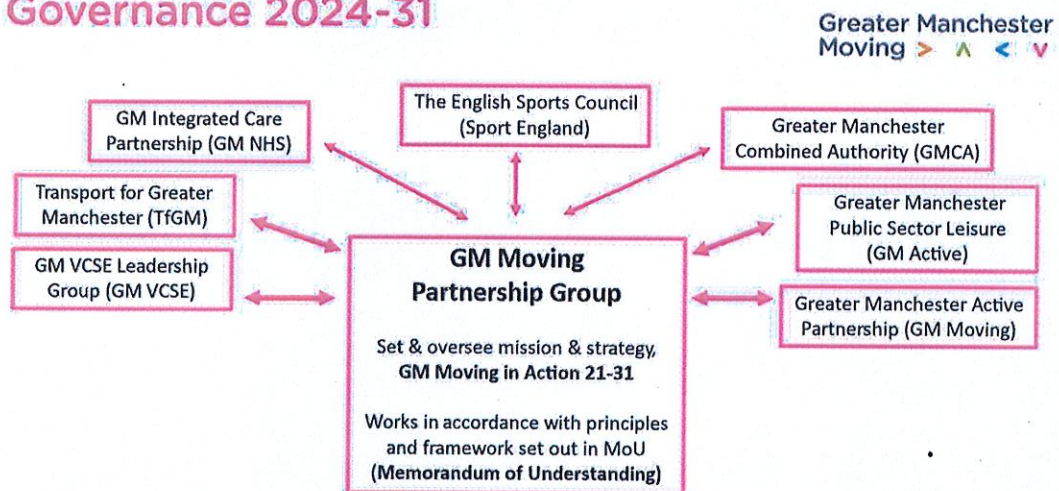 Governance 2024-31
Greater Manchester
Moving
GM Integrated Care
Partnership (GM NHS)
The English Sports Council
(Sport England)
Greater Manchester
Combined Authority (GMCA)
Transport for Greater
Manchester (TfGM)
Greater Manchester
Public Sector Leisure
(GM Active)
GM VCSE Leadership
Group (GM VCSE)
Greater Manchester Active
Partnership (GM Moving)
GM Moving
Partnership Group
Set & oversee mission & strategy,
GM Moving in Action 21-31
Works in accordance with principles
and framework set out in MoU
(Memorandum of Understanding)